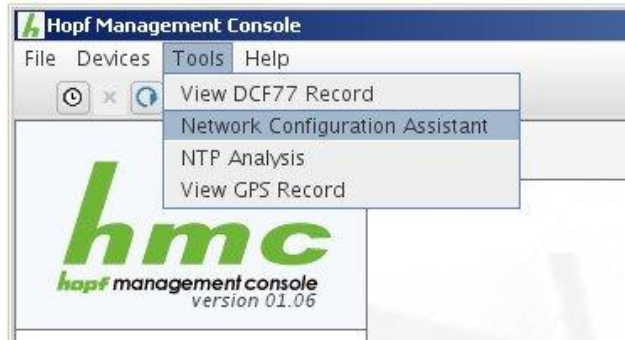 Hopf Management Console
File Devices Tools Help
View DCF77 Record
Network Configuration Assistant
NTP Analysis
View GPS Record
hmc
hopf management console
version 01.06